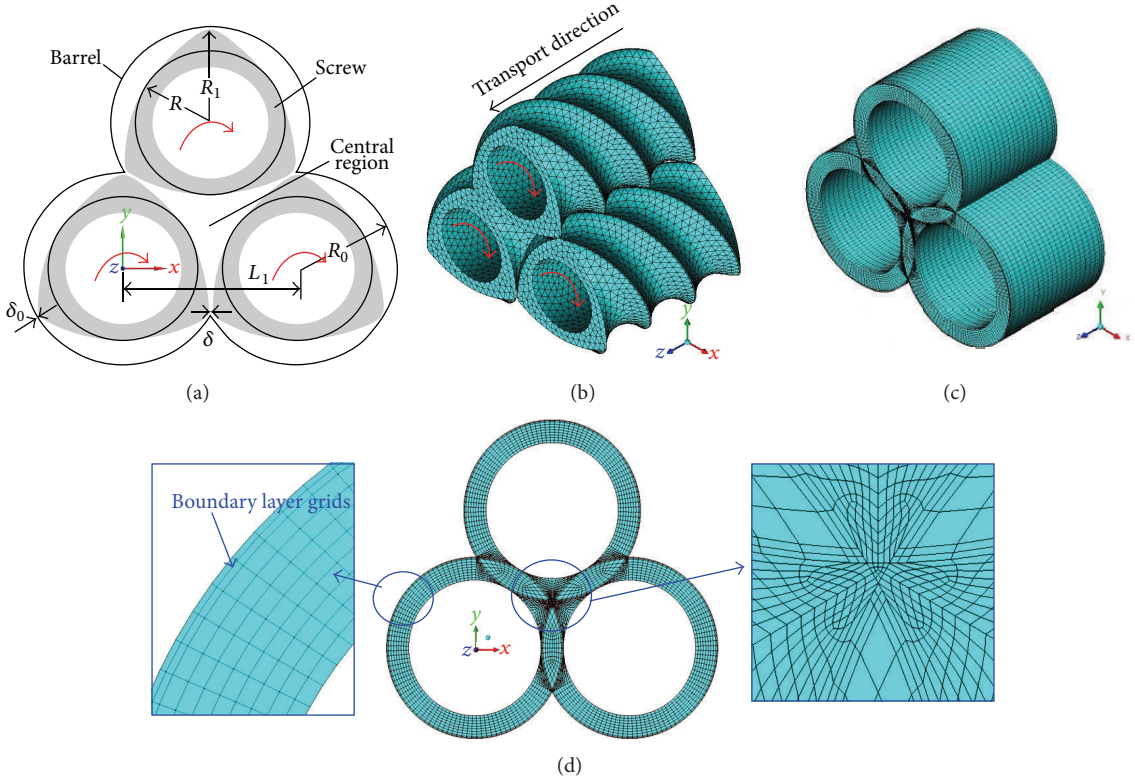 Barrel
R₁
R
Screw
Central
region
y
z
x
L₁
R₀
δ₀
δ
(a)
Transport direction
y
z
x
(b)
Y
z
x
(c)
Boundary layer grids
y
z
x
(d)